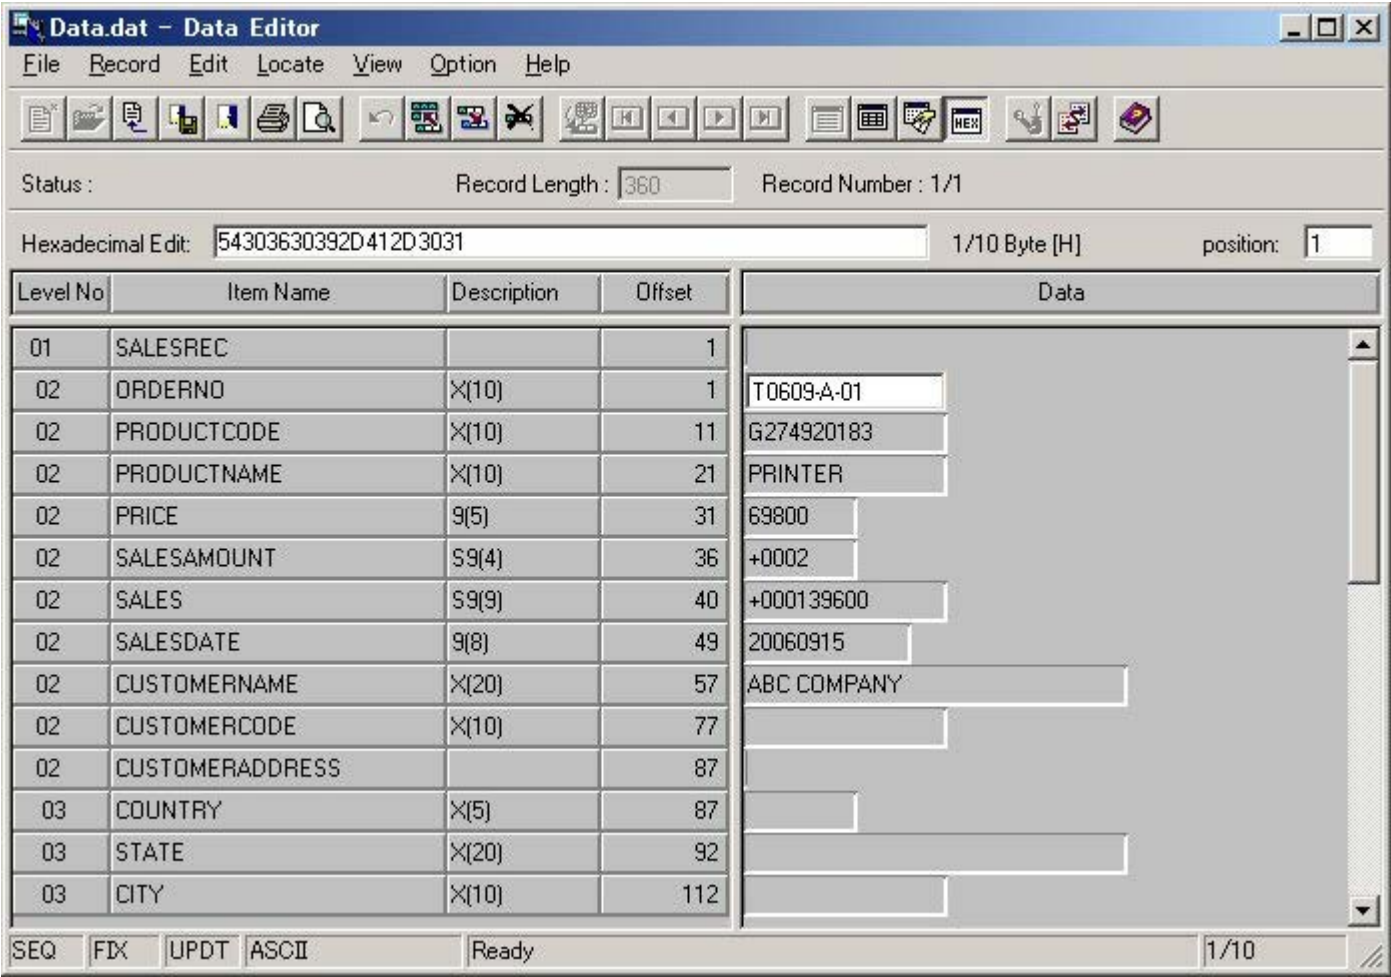 Data.dat – Data Editor
File Record Edit Locate View Option Help
HEX
Status : Record Length : 360 Record Number : 1/1
Hexadecimal Edit: 54303630392D412D3031 1/10 Byte [H] position: 1
Level No Item Name Description Offset Data
01 SALESREC 1
02 ORDERNO X(10) 1 T0609-A-01
02 PRODUCTCODE X(10) 11 G274920183
02 PRODUCTNAME X(10) 21 PRINTER
02 PRICE 9(5) 31 69800
02 SALESAMOUNT S9(4) 36 +0002
02 SALES S9(9) 40 +000139600
02 SALESDATE 9(8) 49 20060915
02 CUSTOMERNAME X(20) 57 ABC COMPANY
02 CUSTOMERCODE X(10) 77
02 CUSTOMERADDRESS 87
03 COUNTRY X(5) 87
03 STATE X(20) 92
03 CITY X(10) 112
SEQ FIX UPDT ASCII Ready 1/10